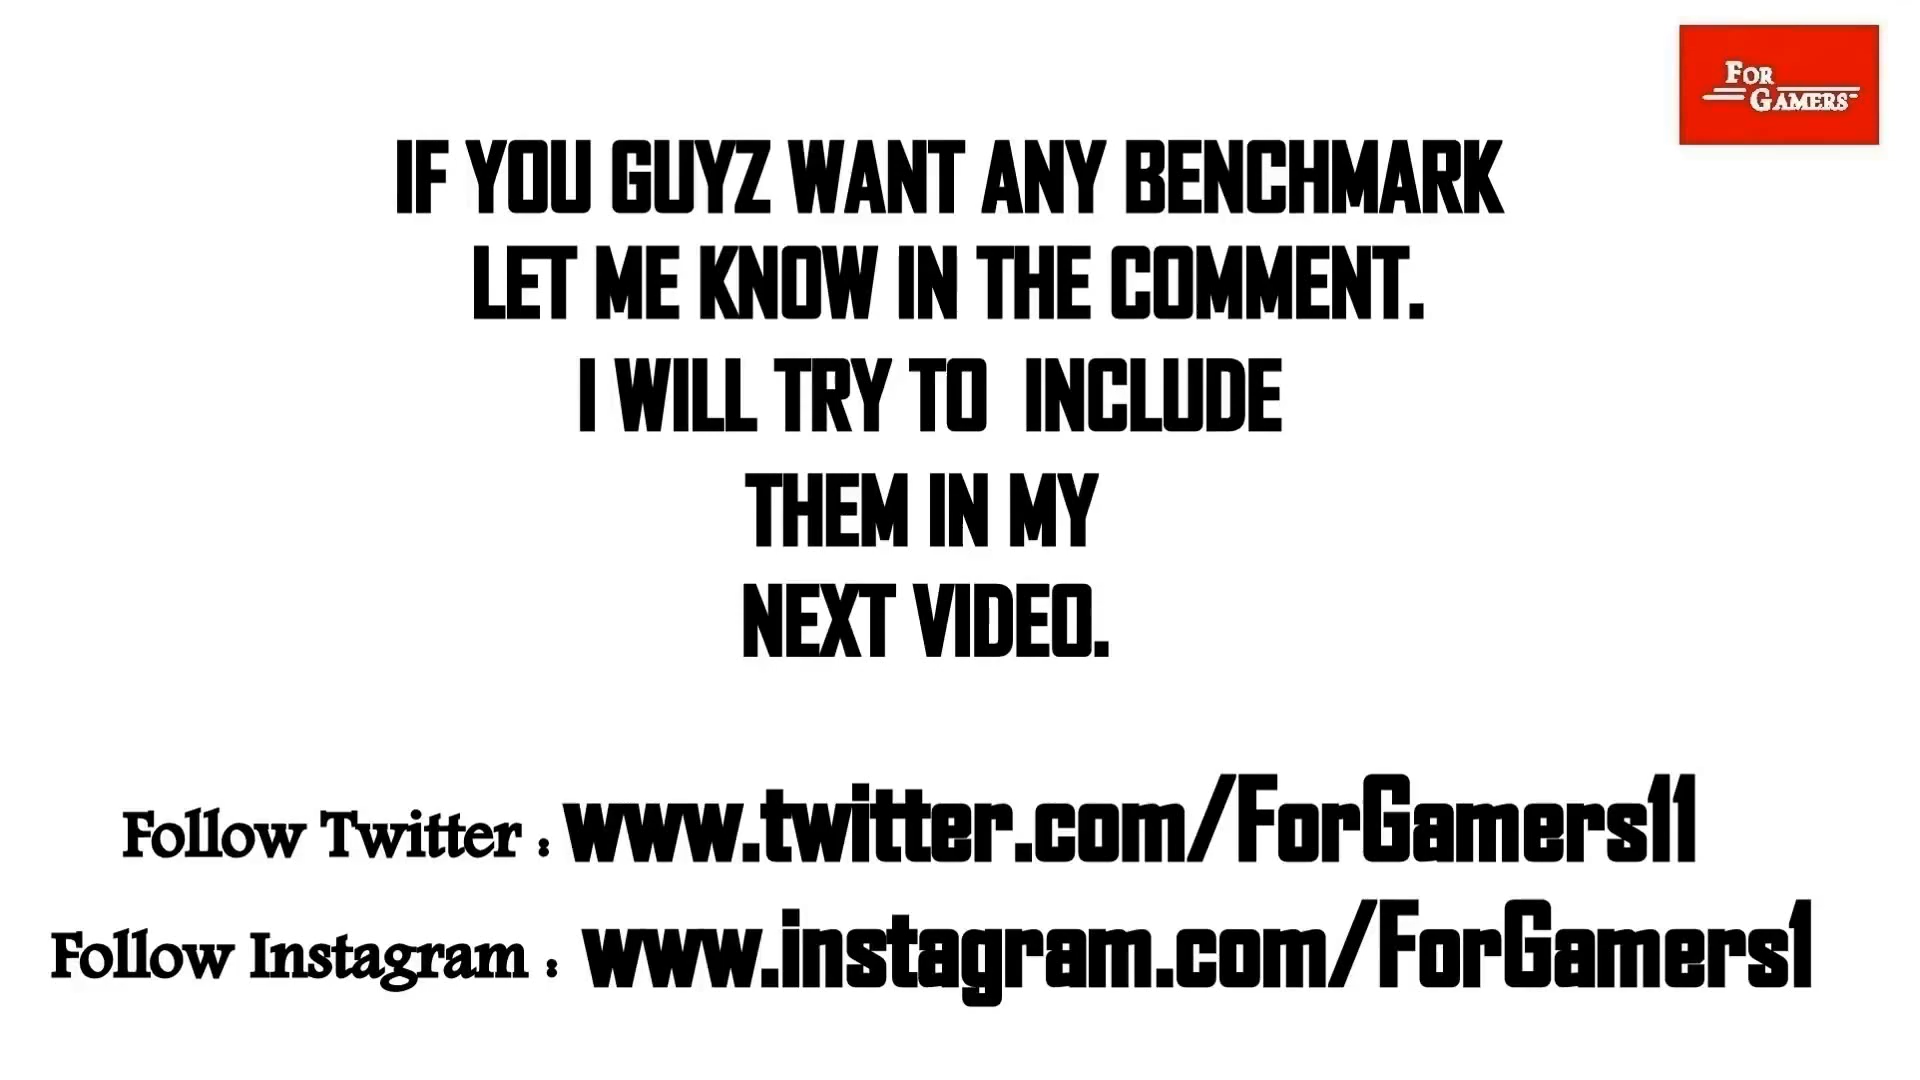 FOR
GAMERS
IF YOU GUYZ WANT ANY BENCHMARK
LET ME KNOW IN THE COMMENT.
I WILL TRY TO INCLUDE
THEM IN MY
NEXT VIDEO.
Follow Twitter : www.twitter.com/ForGamers11
Follow Instagram : www.instagram.com/ForGamers1